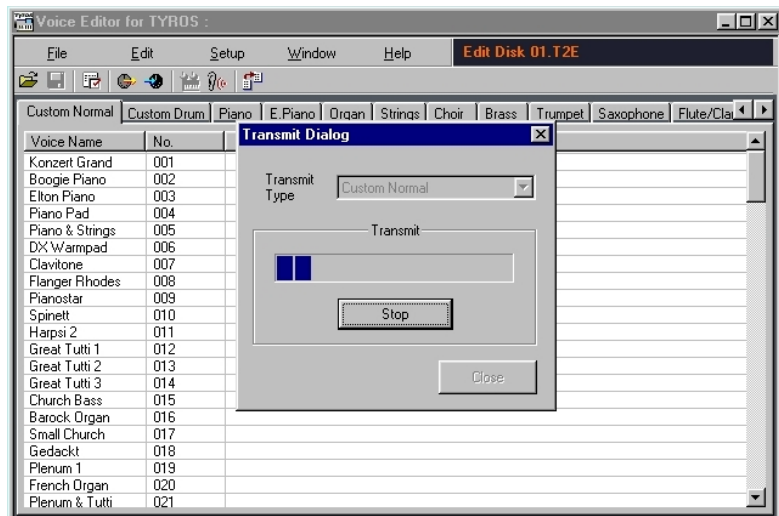 Voice Editor for TYROS :
File Edit Setup Window Help Edit Disk 01.T2E
Custom Normal Custom Drum Piano E.Piano Organ Strings Choir Brass Trumpet Saxophone Flute/Clar
Voice Name No.
Transmit Dialog
Transmit Type Custom Normal
Transmit
Stop
Close
Konzert Grand 001
Boogie Piano 002
Elton Piano 003
Piano Pad 004
Piano & Strings 005
DX Warmpad 006
Clavitone 007
Flanger Rhodes 008
Pianostar 009
Spinett 010
Harpsi 2 011
Great Tutti 1 012
Great Tutti 2 013
Great Tutti 3 014
Church Bass 015
Barock Organ 016
Small Church 017
Gedackt 018
Plenum 1 019
French Organ 020
Plenum & Tutti 021